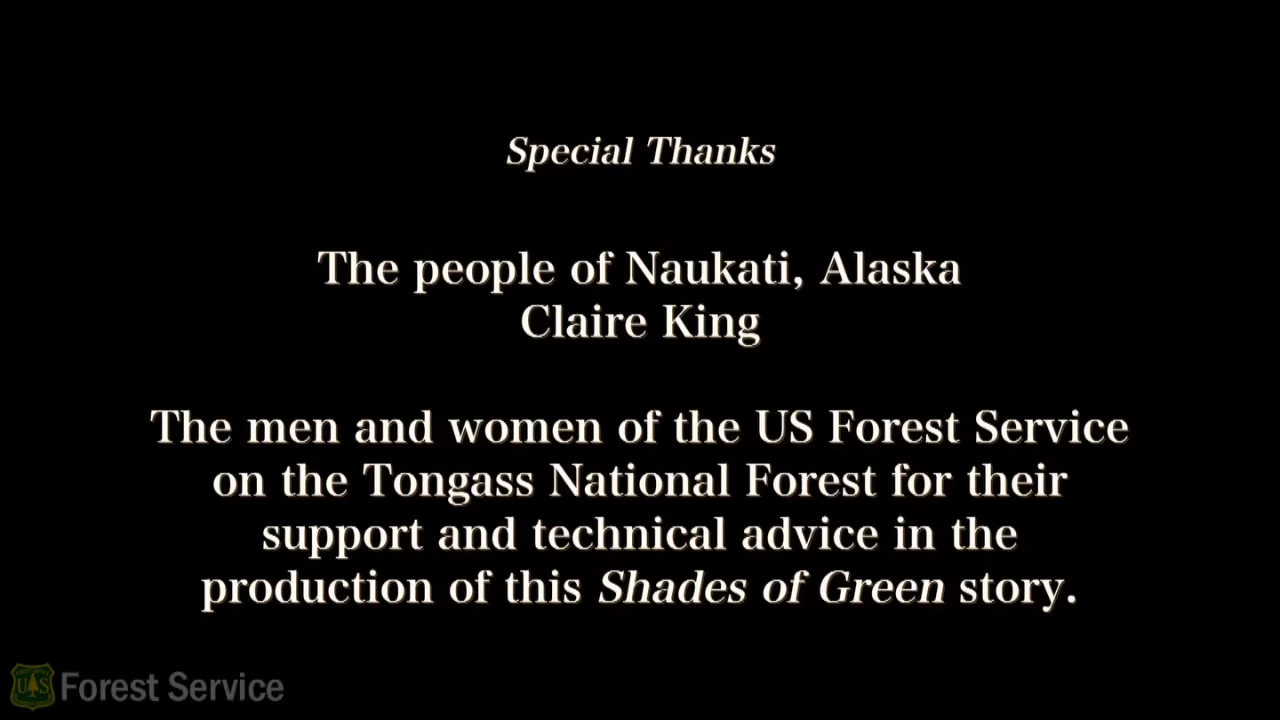 Special Thanks
The people of Naukati, Alaska
Claire King
The men and women of the US Forest Service
on the Tongass National Forest for their
support and technical advice in the
production of this Shades of Green story.
US Forest Service